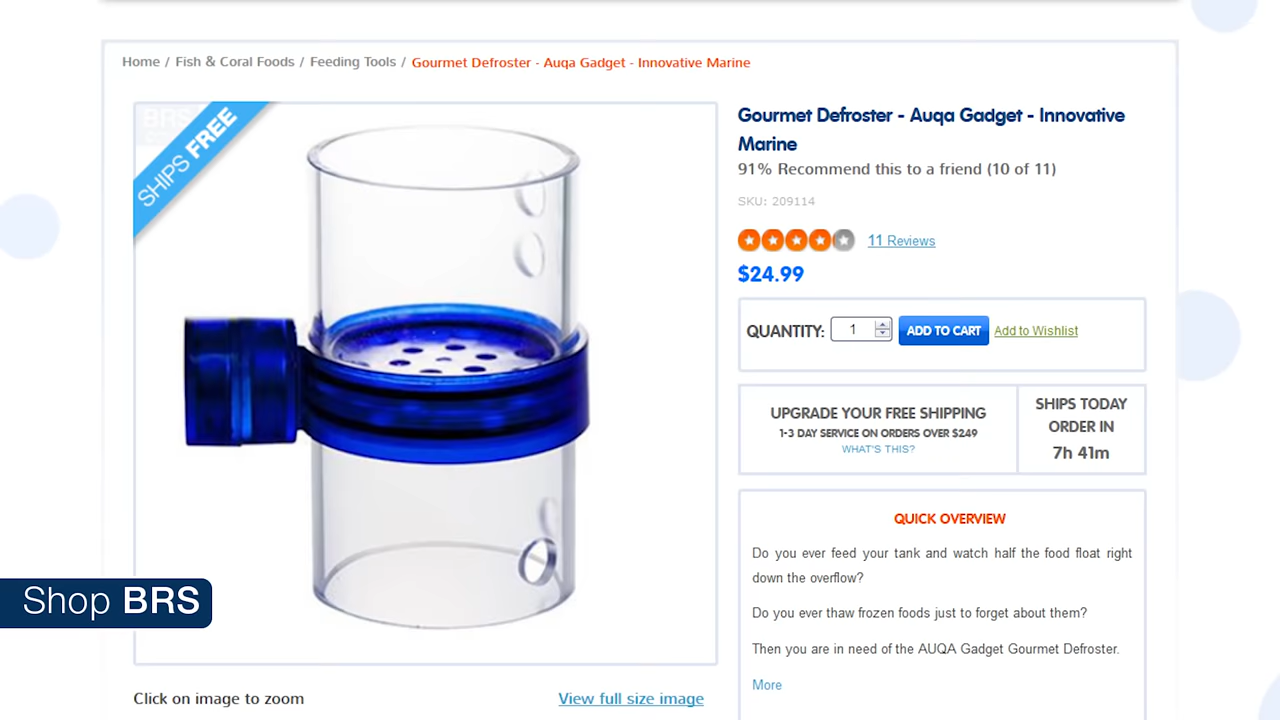 Home / Fish & Coral Foods / Feeding Tools / Gourmet Defroster - Auqa Gadget - Innovative Marine
BRS
SHIPS FREE
Gourmet Defroster - Auqa Gadget - Innovative
Marine
91% Recommend this to a friend (10 of 11)
SKU: 209114
11 Reviews
$24.99
QUANTITY: 1 ADD TO CART Add to Wishlist
UPGRADE YOUR FREE SHIPPING
1-3 DAY SERVICE ON ORDERS OVER $249
WHAT'S THIS?
SHIPS TODAY
ORDER IN
7h 41m
QUICK OVERVIEW
Do you ever feed your tank and watch half the food float right
down the overflow?
Do you ever thaw frozen foods just to forget about them?
Then you are in need of the AUQA Gadget Gourmet Defroster.
More
Shop BRS
Click on image to zoom
View full size image